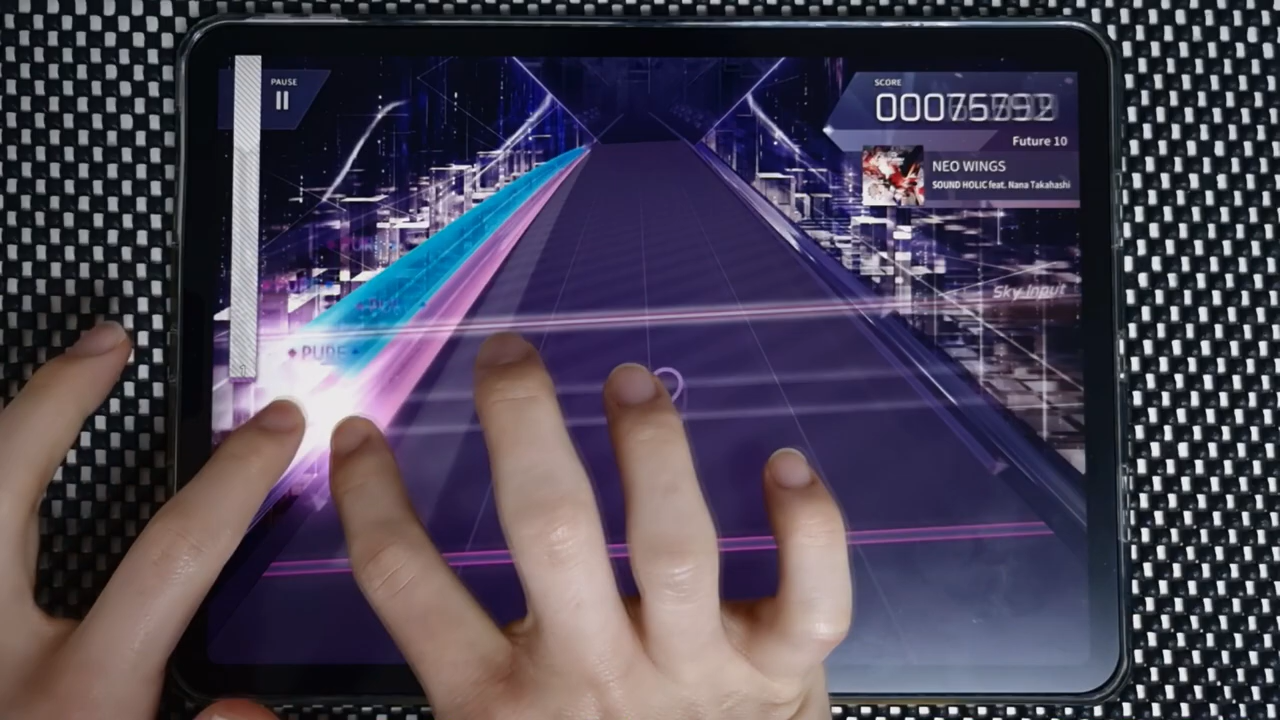 PAUSE
SCORE
Future 10
NEO WINGS
SOUND HOLIC feat. Nana Takahashi
Sky Input
PURE